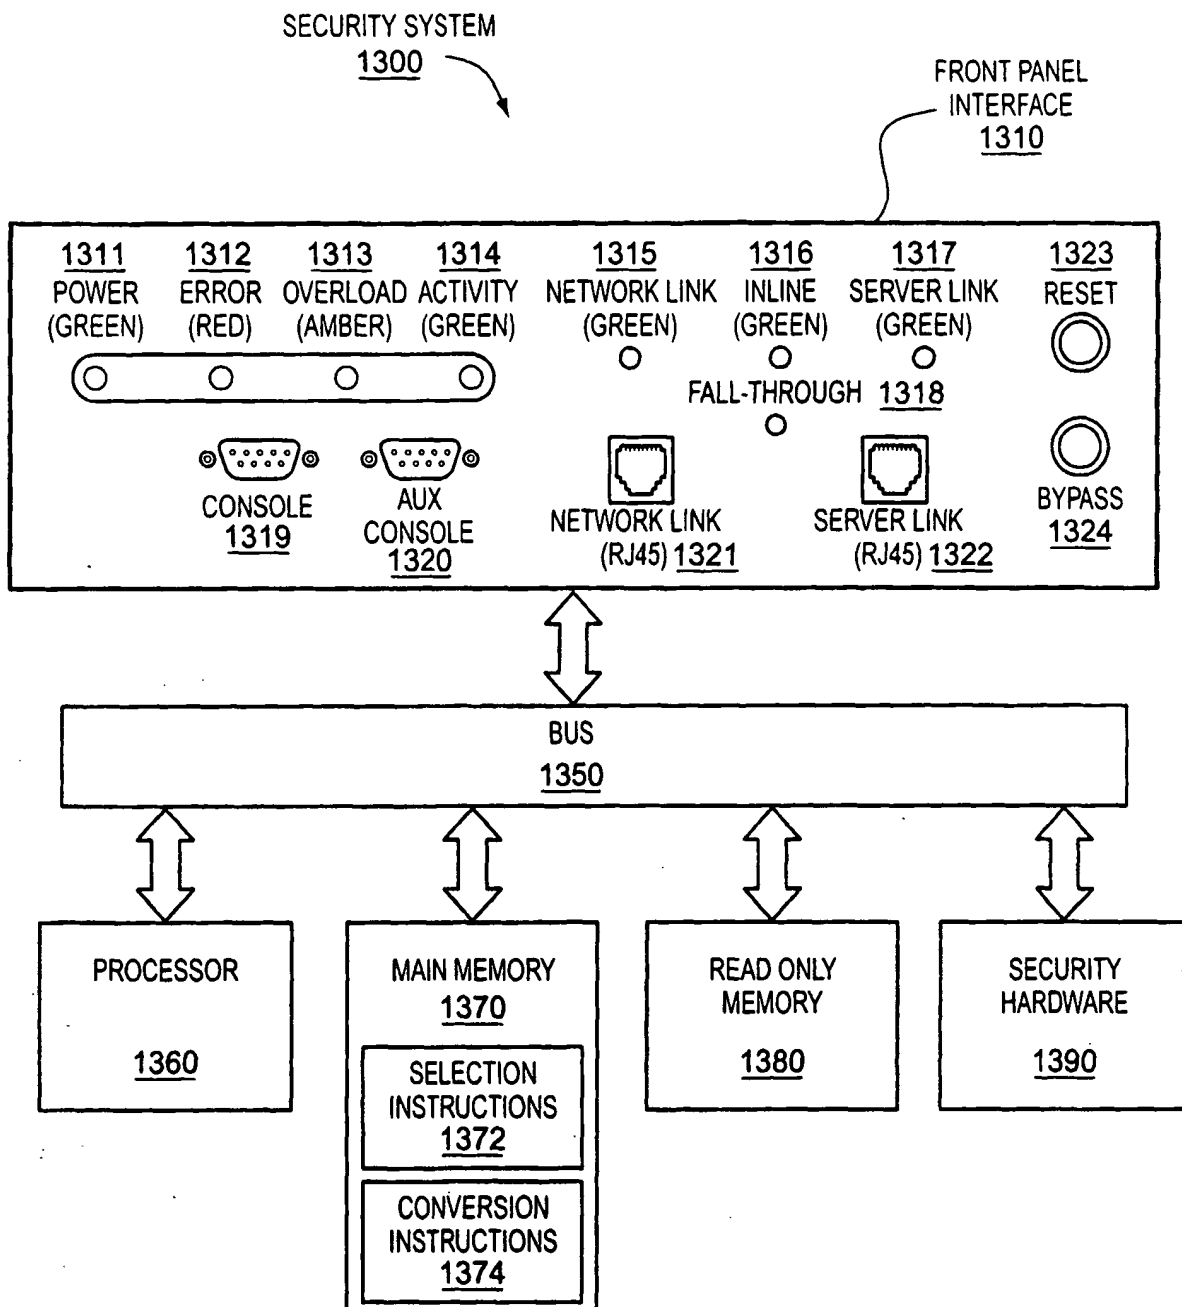 SECURITY SYSTEM
1300
FRONT PANEL
INTERFACE
1310
1311 1312 1313 1314 1315 1316 1317 1323
POWER ERROR OVERLOAD ACTIVITY NETWORK LINK INLINE SERVER LINK RESET
(GREEN) (RED) (AMBER) (GREEN) (GREEN) (GREEN) (GREEN)
FALL-THROUGH 1318
CONSOLE
1319
AUX
CONSOLE
1320
NETWORK LINK
(RJ45) 1321
SERVER LINK
(RJ45) 1322
BYPASS
1324
BUS
1350
PROCESSOR
1360
MAIN MEMORY
1370
SELECTION
INSTRUCTIONS
1372
CONVERSION
INSTRUCTIONS
1374
READ ONLY
MEMORY
1380
SECURITY
HARDWARE
1390